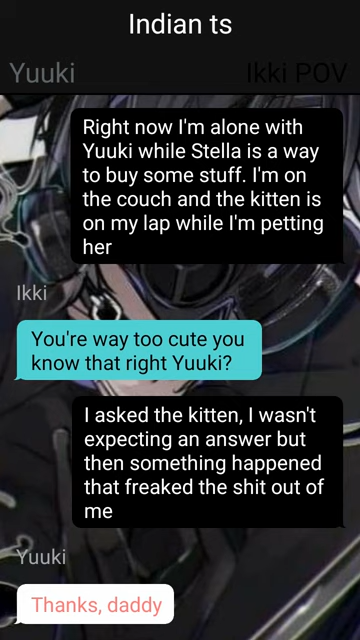 Indian ts
Yuuki
Ikki POV
Right now I'm alone with
Yuuki while Stella is a way
to buy some stuff. I'm on
the couch and the kitten is
on my lap while I'm petting
her
Ikki
You're way too cute you
know that right Yuuki?
I asked the kitten, I wasn't
expecting an answer but
then something happened
that freaked the shit out of
me
Yuuki
Thanks, daddy